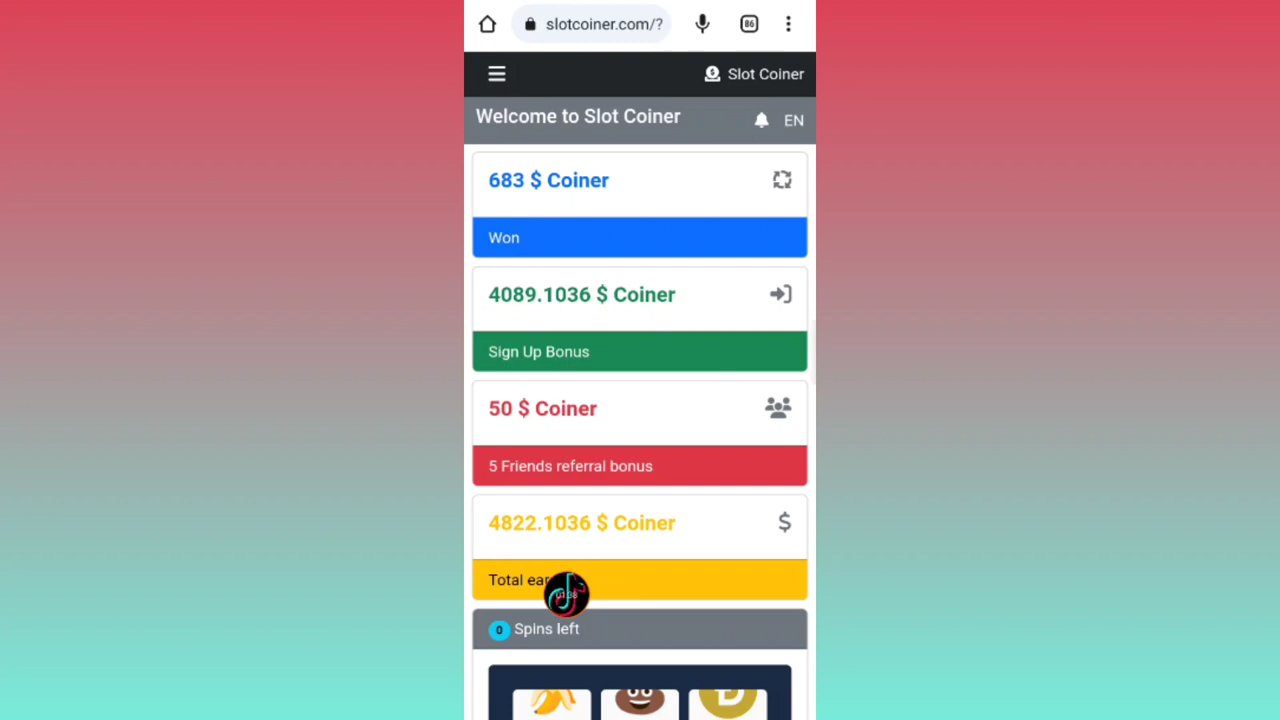 slotcoiner.com/?
86
Slot Coiner
Welcome to Slot Coiner
EN
683 $ Coiner
Won
4089.1036 $ Coiner
Sign Up Bonus
50 $ Coiner
5 Friends referral bonus
4822.1036 $ Coiner
Total
0 Spins left